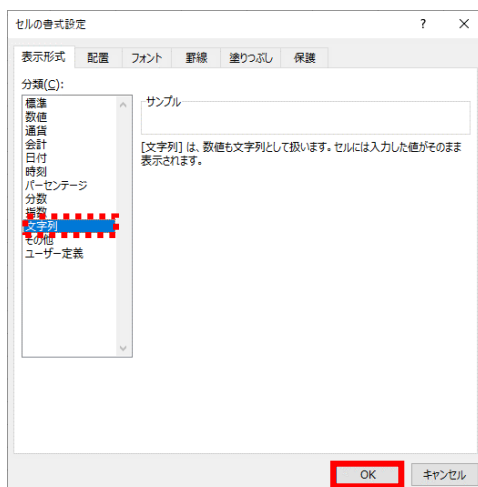 セルの書式設定 ? ×
表示形式 配置 フォント 罫線 塗りつぶし 保護
分類(C):
標準
数値
通貨
会計
日付
時刻
パーセンテージ
分数
指数
文字列
その他
ユーザー定義
サンプル
[文字列] は、数値も文字列として扱います。セルには入力した値がそのまま
表示されます。
OK キャンセル